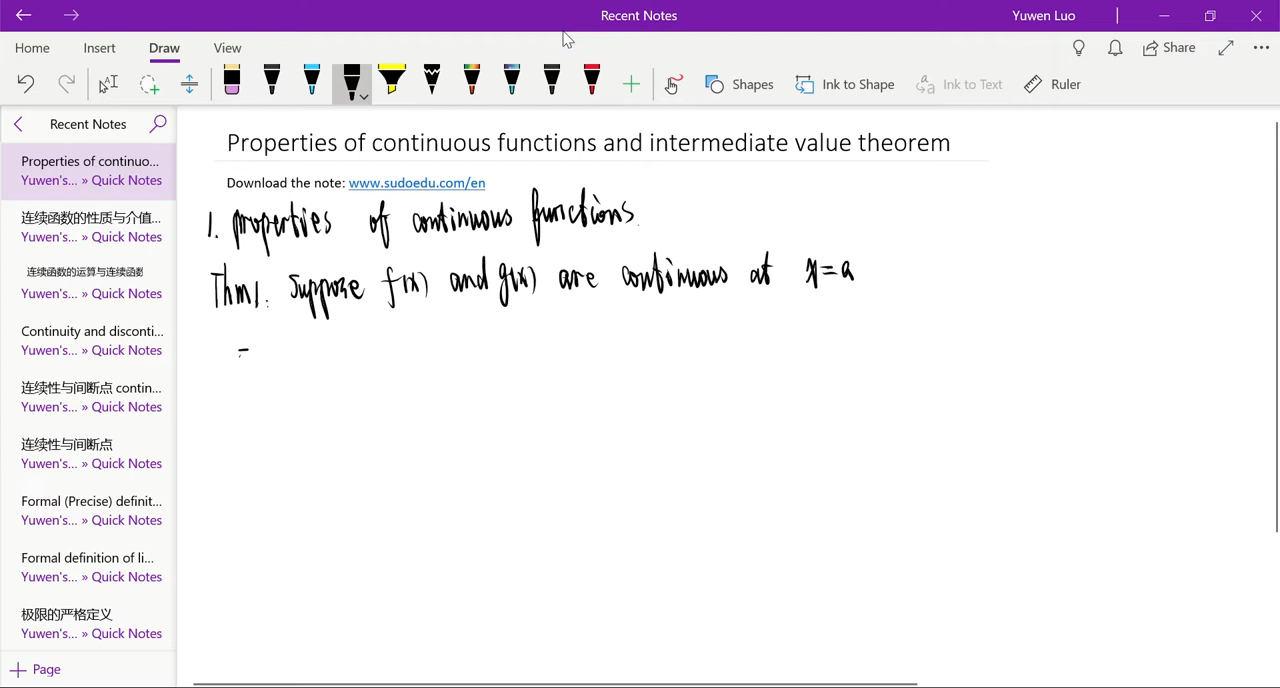 Recent Notes
Yuwen Luo
Home Insert Draw View
Share
Shapes Ink to Shape Ink to Text Ruler
Recent Notes
Properties of continuo...
Yuwen's... » Quick Notes
连续函数的性质与介值...
Yuwen's... » Quick Notes
连续函数的运算与连续函数
Yuwen's... » Quick Notes
Continuity and disconti...
Yuwen's... » Quick Notes
连续性与间断点 contin...
Yuwen's... » Quick Notes
连续性与间断点
Yuwen's... » Quick Notes
Formal (Precise) definit...
Yuwen's... » Quick Notes
Formal definition of li...
Yuwen's... » Quick Notes
极限的严格定义
Yuwen's... » Quick Notes
Page
Properties of continuous functions and intermediate value theorem
Download the note: www.sudoedu.com/en
1. properties of continuous functions.
Thm1. suppose f(x) and g(x) are continuous at x=a